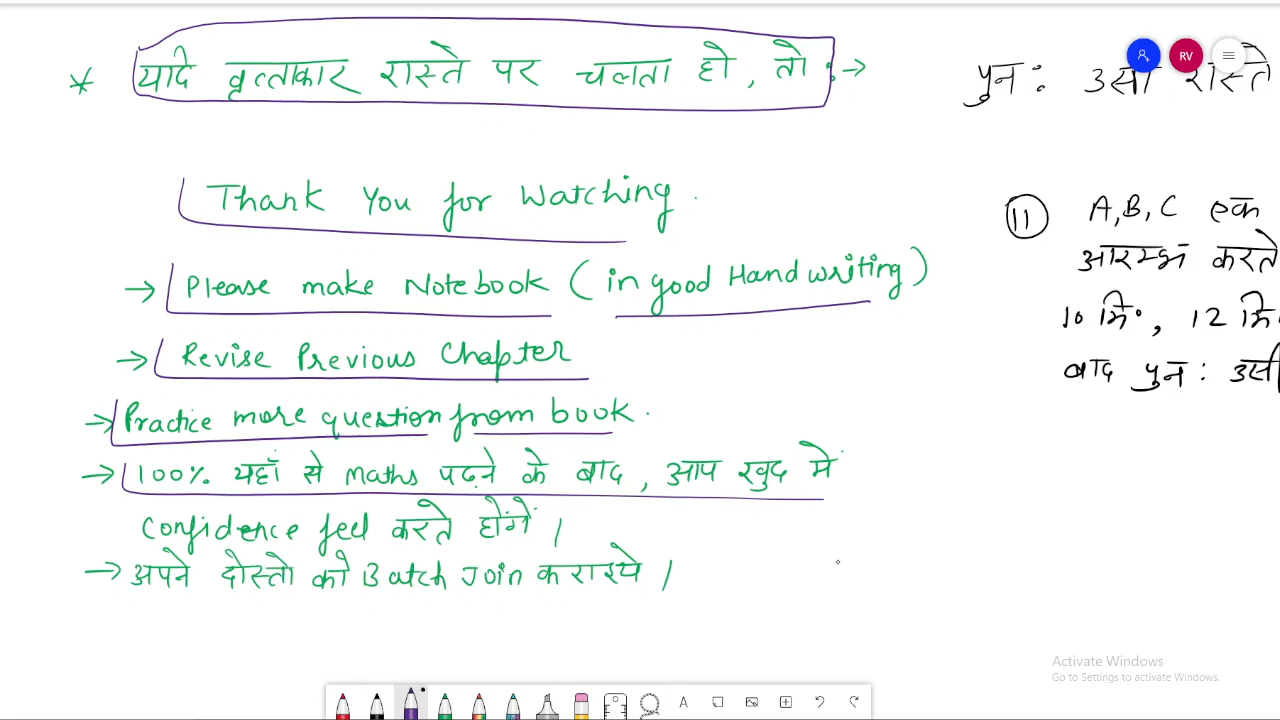 * यदि वृत्ताकार रास्ते पर चलता हो, तो :→
Thank You for Watching.
→ Please make Notebook (in good Handwriting)
→ Revise Previous Chapter
→ Practice more question from book.
→ 100% यहाँ से maths पढ़ने के बाद, आप खुद में
confidence feel करते होंगें ।
→ अपने दोस्तो को Batch Join कराइये ।
RV
पुनः उसी रास्ते
11 A, B, C एक
आरम्भ करते
10 मि०, 12 मि०
बाद पुनः उसी
A
Activate Windows
Go to Settings to activate Windows.